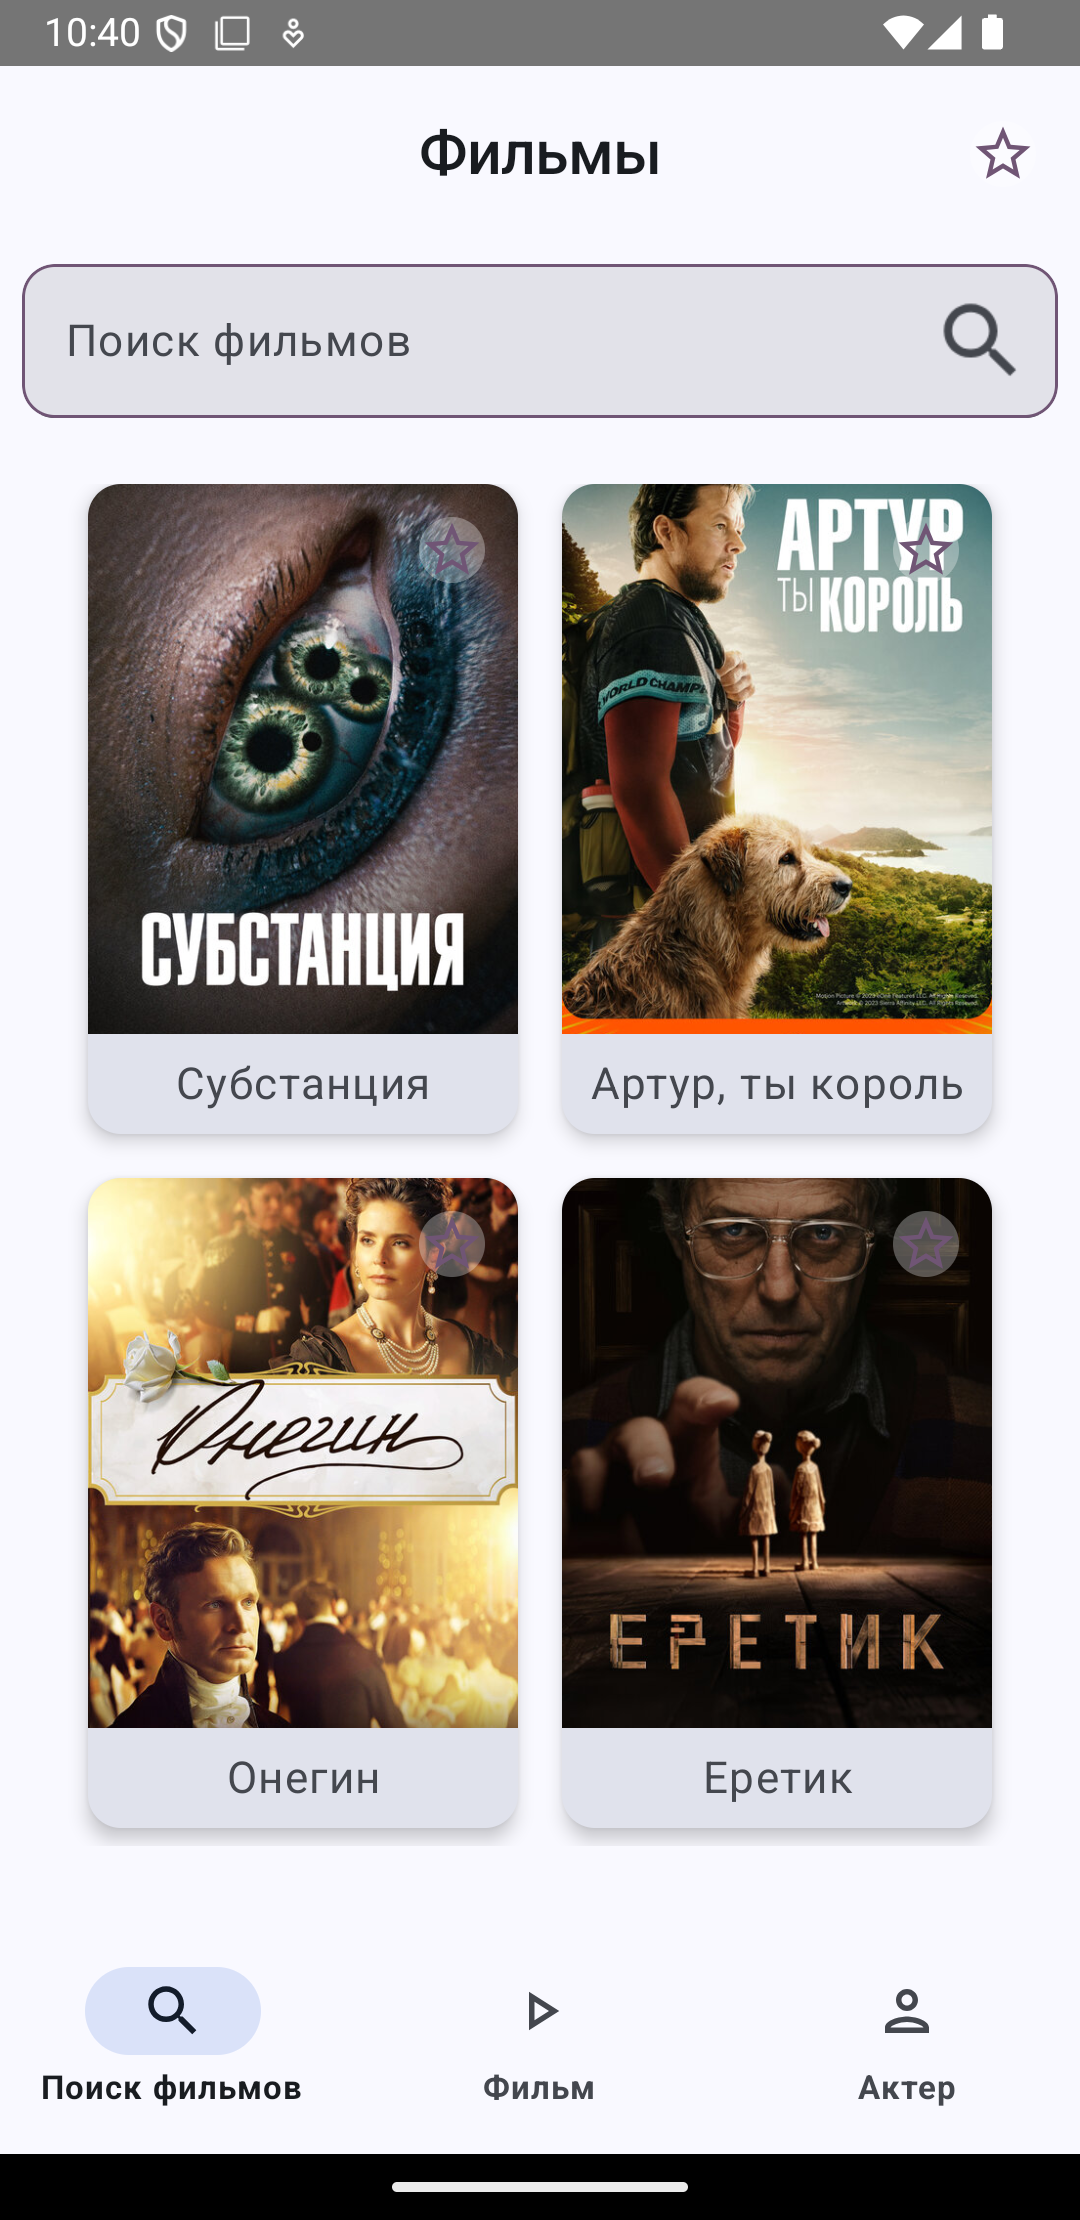 10:40
Фильмы
Поиск фильмов
СУБСТАНЦИЯ
Субстанция
АРТУР
ТЫ КОРОЛЬ
WORLD CHAMP
Артур, ты король
Онегин
Онегин
ЕРЕТИК
Еретик
Поиск фильмов
Фильм
Актер